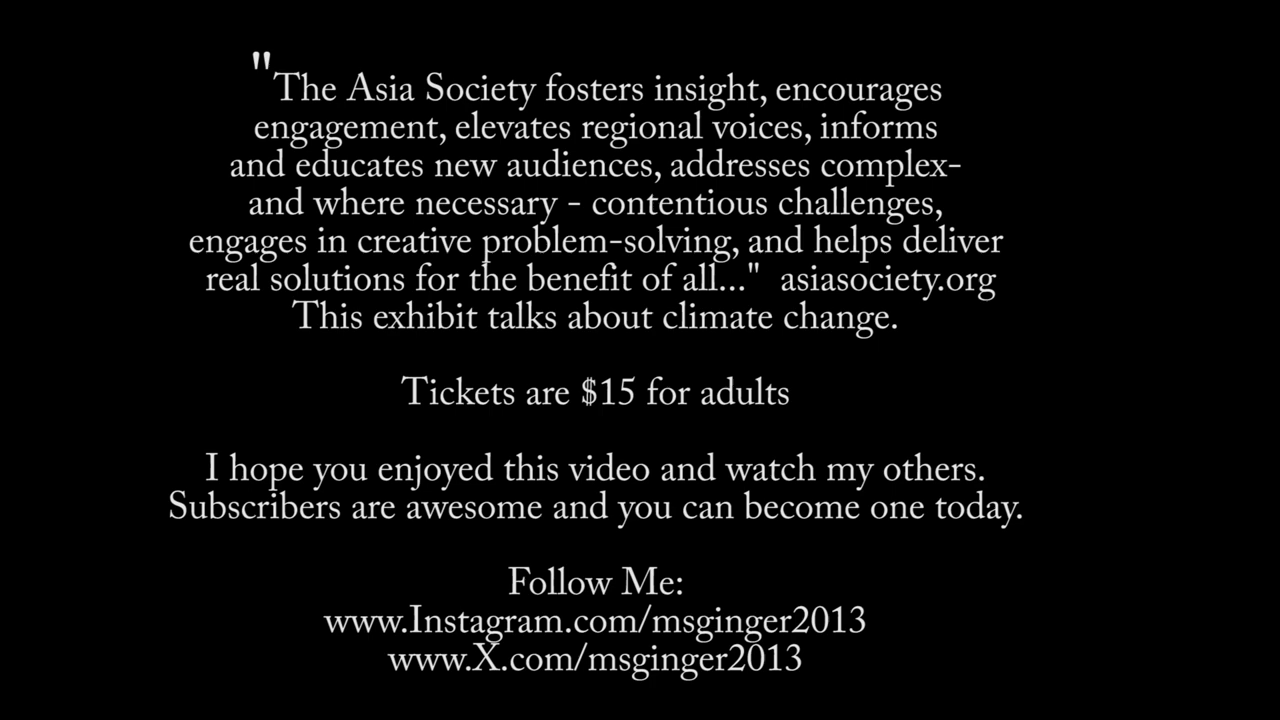 "The Asia Society fosters insight, encourages
engagement, elevates regional voices, informs
and educates new audiences, addresses complex-
and where necessary - contentious challenges,
engages in creative problem-solving, and helps deliver
real solutions for the benefit of all..." asiasociety.org
This exhibit talks about climate change.
Tickets are $15 for adults
I hope you enjoyed this video and watch my others.
Subscribers are awesome and you can become one today.
Follow Me:
www.Instagram.com/msginger2013
www.X.com/msginger2013